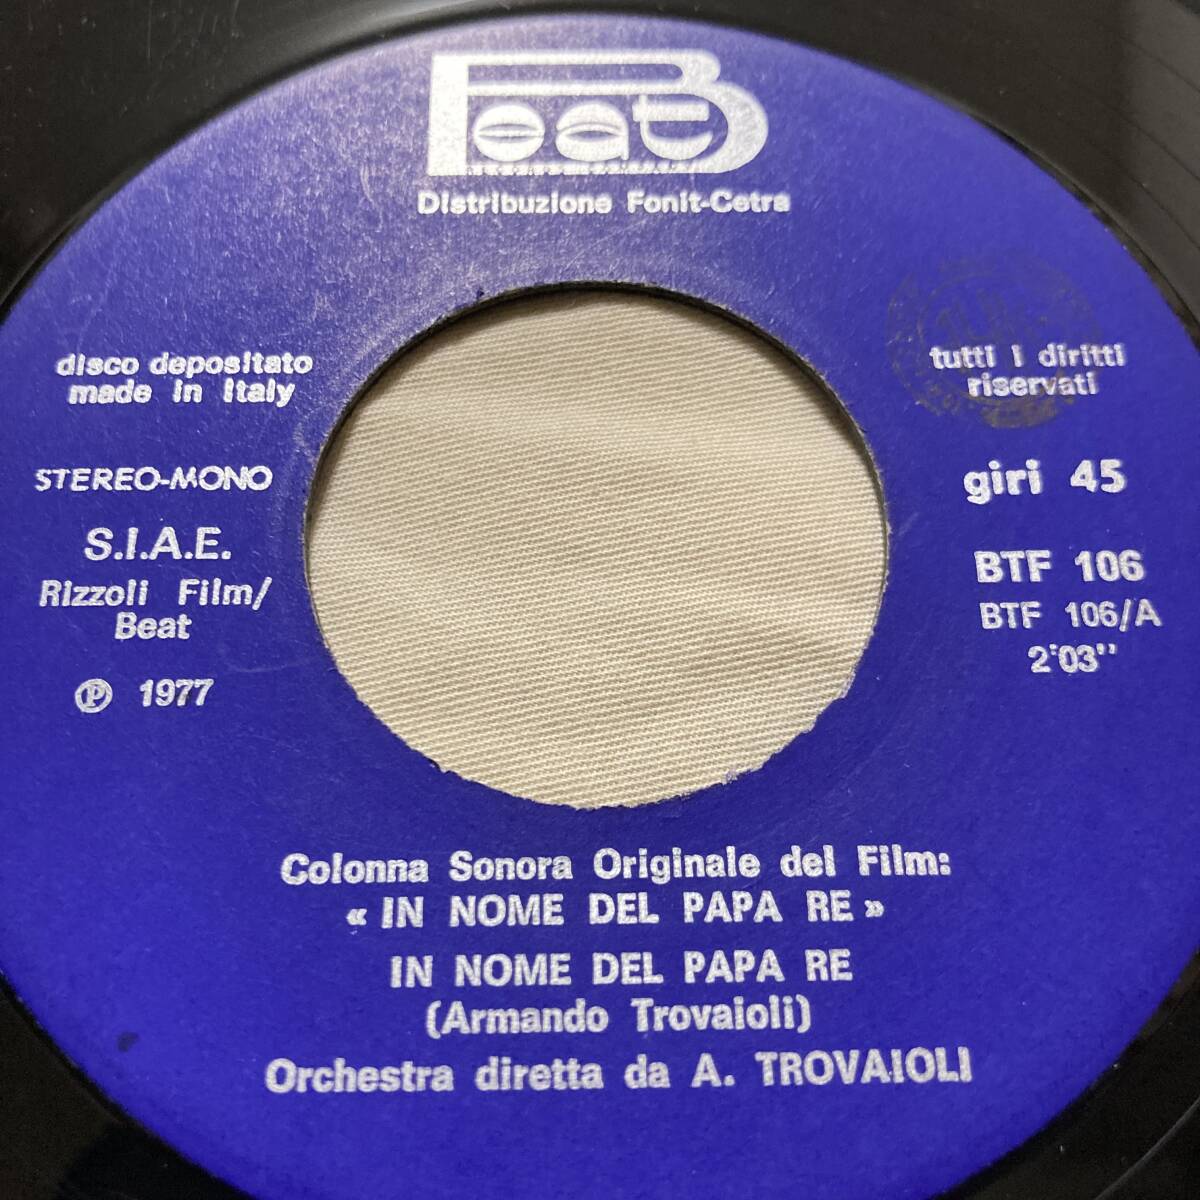 Beat
RECORDS COMPANY
Distribuzione Fonit-Cetra
disco depositato
made in Italy
tutti i diritti
riservati
STEREO-MONO
giri 45
S.I.A.E.
Rizzoli Film/
Beat
BTF 106
BTF 106/A
2'03"
℗ 1977
Colonna Sonora Originale del Film:
« IN NOME DEL PAPA RE »
IN NOME DEL PAPA RE
(Armando Trovaioli)
Orchestra diretta da A. TROVAIOLI